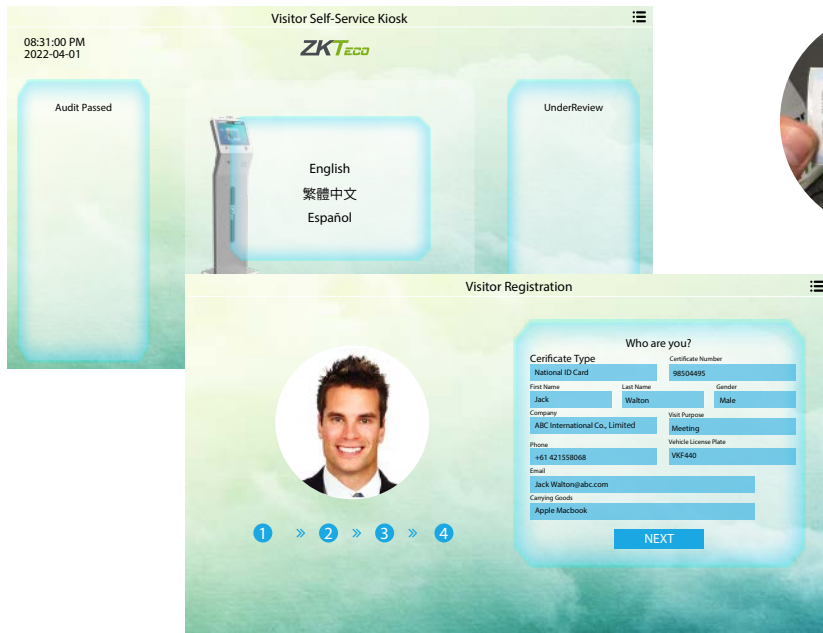 Visitor Self-Service Kiosk
08:31:00 PM
2022-04-01
ZKTeco
Audit Passed
UnderReview
English
繁體中文
Español
Visitor Registration
Who are you?
Cerificate Type
Certificate Number
National ID Card
98504495
First Name
Last Name
Gender
Jack
Walton
Male
Company
Visit Purpose
ABC International Co., Limited
Meeting
Phone
Vehicle License Plate
+61 421558068
VKF440
Email
Jack Walton@abc.com
Carrying Goods
Apple Macbook
1 » 2 » 3 » 4
NEXT